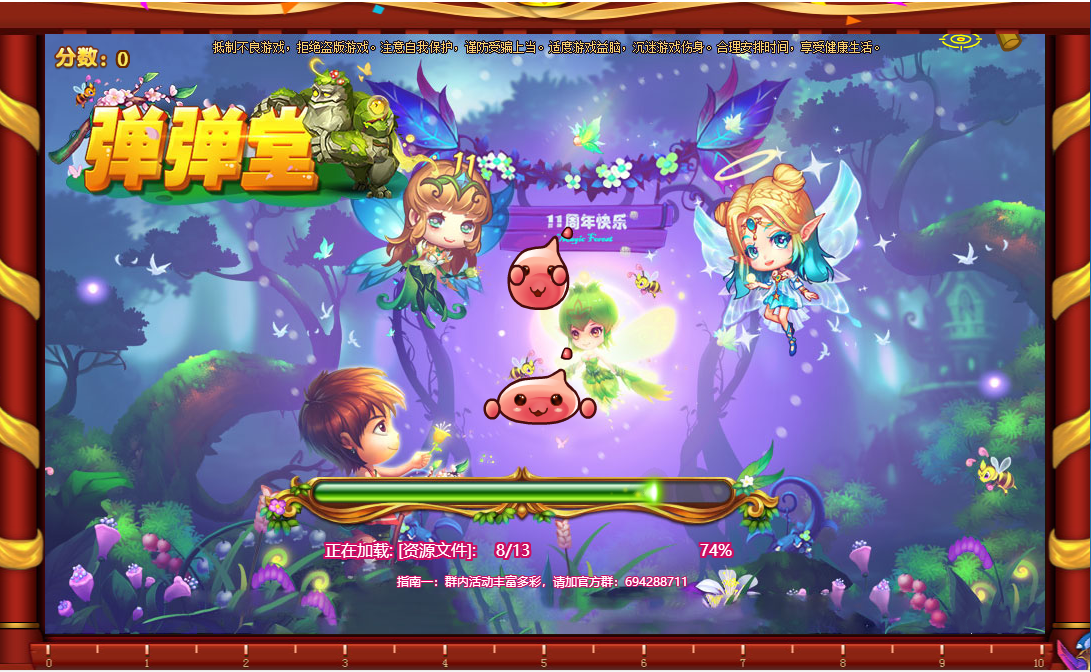 抵制不良游戏，拒绝盗版游戏。注意自我保护，谨防受骗上当。适度游戏益脑，沉迷游戏伤身。合理安排时间，享受健康生活。
分数: 0
弹弹堂
11
11周年快乐
Magic Forest
正在加载: [资源文件]: 8/13 74%
指南一：群内活动丰富多彩，请加官方群：694288711
0 1 2 3 4 5 6 7 8 9 10